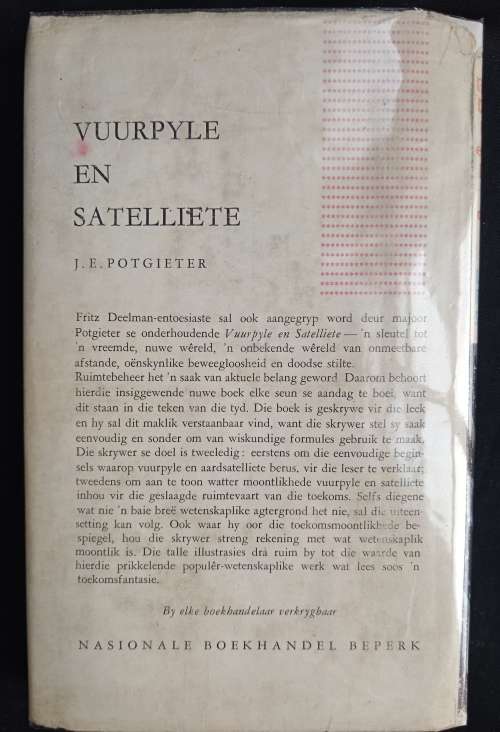 VUURPYLE
EN
SATELLIETE
J. E. POTGIETER
Fritz Deelman-entoesiaste sal ook aangegryp word deur majoor
Potgieter se onderhoudende Vuurpyle en Satelliete — 'n sleutel tot
'n vreemde, nuwe wêreld, 'n onbekende wêreld van onmeetbare
afstande, oënskynlike beweegloosheid en doodse stilte.
Ruimtebeheer het 'n saak van aktuele belang geword. Daarom behoort
hierdie insiggewende nuwe boek elke seun se aandag te boei, want
dit staan in die teken van die tyd. Die boek is geskrywe vir die leek
en hy sal dit maklik verstaanbaar vind, want die skrywer stel sy saak
eenvoudig en sonder om van wiskundige formules gebruik te maak.
Die skrywer se doel is tweeledig: eerstens om die eenvoudige begin-
sels waarop vuurpyle en aardsatelliete berus, vir die leser te verklaar;
tweedens om aan te toon watter moontlikhede vuurpyle en satelliete
inhou vir die geslaagde ruimtevaart van die toekoms. Selfs diegene
wat nie 'n baie breë wetenskaplike agtergrond het nie, sal die uiteen-
setting kan volg. Ook waar hy oor die toekomsmoontlikhede be-
spiegel, hou die skrywer streng rekening met wat wetenskaplik
moontlik is. Die talle illustrasies dra ruim by tot die waarde van
hierdie prikkelende populêr-wetenskaplike werk wat lees soos 'n
toekomsfantasie.
By elke boekhandelaar verkrygbaar
NASIONALE BOEKHANDEL BEPERK